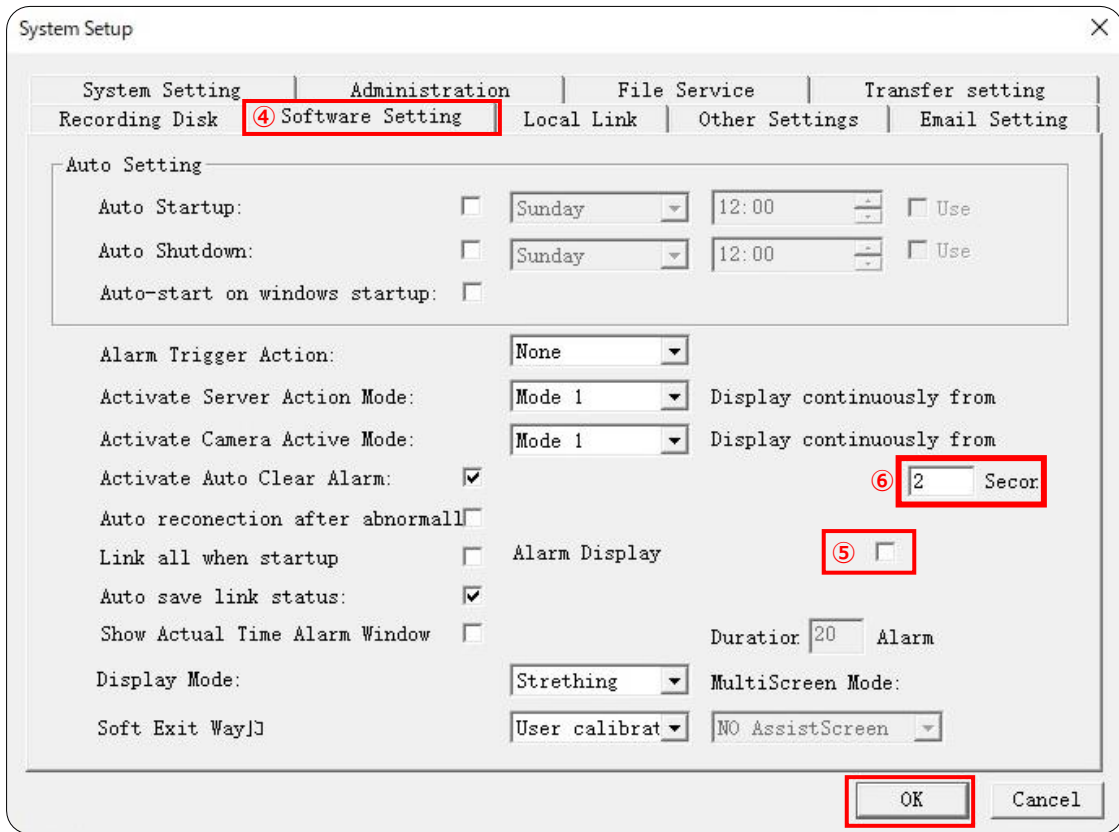 System Setup
System Setting Administration File Service Transfer setting
Recording Disk ④ Software Setting Local Link Other Settings Email Setting
Auto Setting
Auto Startup: Sunday 12:00 Use
Auto Shutdown: Sunday 12:00 Use
Auto-start on windows startup:
Alarm Trigger Action: None
Activate Server Action Mode: Mode 1 Display continuously from
Activate Camera Active Mode: Mode 1 Display continuously from
Activate Auto Clear Alarm: ⑥ 2 Secon
Auto reconection after abnormall
Link all when startup Alarm Display ⑤
Auto save link status:
Show Actual Time Alarm Window Duration 20 Alarm
Display Mode: Strething MultiScreen Mode:
Soft Exit Way User calibrat NO AssistScreen
OK Cancel